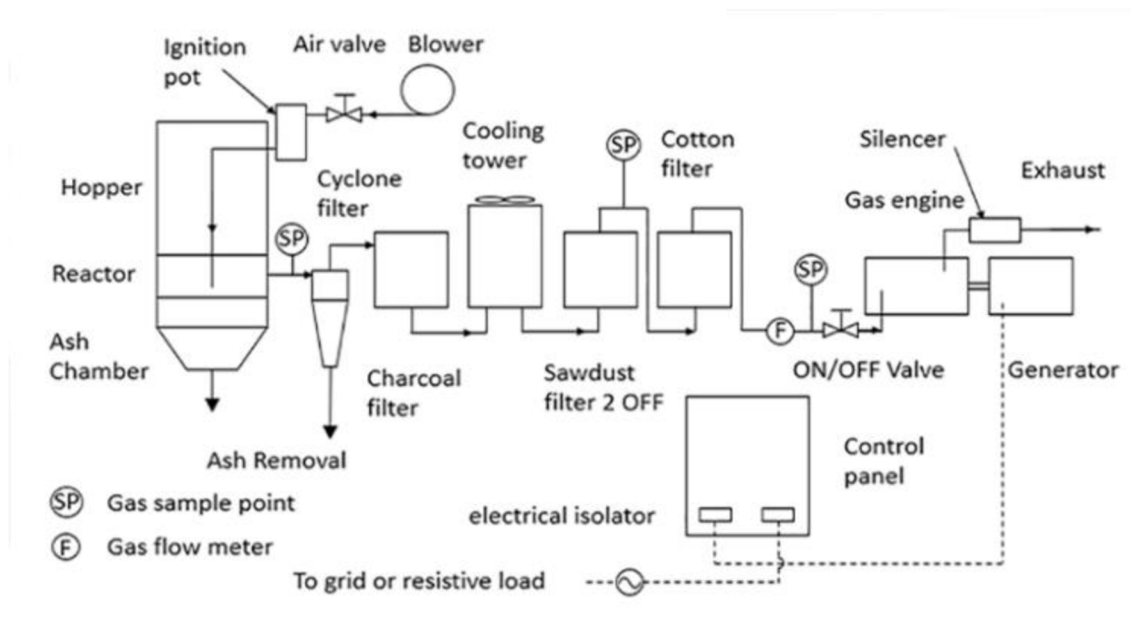 Ignition
pot
Air valve
Blower
Cooling
tower
SP
Cotton
filter
Silencer
Exhaust
Hopper
Cyclone
filter
Gas engine
SP
Reactor
SP
F
Ash
Chamber
Charcoal
filter
Sawdust
filter 2 OFF
ON/OFF Valve
Generator
Ash Removal
Control
panel
SP Gas sample point
electrical isolator
F Gas flow meter
To grid or resistive load